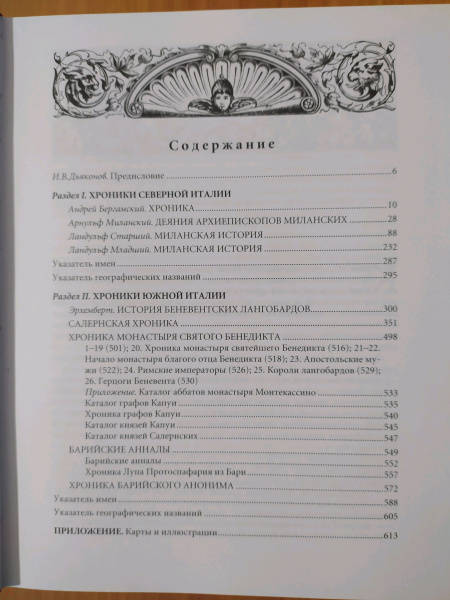 Содержание
И.В.Дьяконов. Предисловие 6
Раздел I. ХРОНИКИ СЕВЕРНОЙ ИТАЛИИ
Андрей Бергамский. ХРОНИКА 10
Арнульф Миланский. ДЕЯНИЯ АРХИЕПИСКОПОВ МИЛАНСКИХ 28
Ландульф Старший. МИЛАНСКАЯ ИСТОРИЯ 88
Ландульф Младший. МИЛАНСКАЯ ИСТОРИЯ 232
Указатель имен 287
Указатель географических названий 295
Раздел II. ХРОНИКИ ЮЖНОЙ ИТАЛИИ
Эрхемперт. ИСТОРИЯ БЕНЕВЕНТСКИХ ЛАНГОБАРДОВ 300
САЛЕРНСКАЯ ХРОНИКА 351
ХРОНИКА МОНАСТЫРЯ СВЯТОГО БЕНЕДИКТА 498
1–19 (501); 20. Хроника монастыря святейшего Бенедикта (516); 21–22.
Начало монастыря благого отца Бенедикта (518); 23. Апостольские му-
жи (522); 24. Римские императоры (526); 25. Короли лангобардов (529);
26. Герцоги Беневента (530)
Приложение. Каталог аббатов монастыря Монтекассино 533
Каталог графов Капуи 535
Хроника графов Капуи 540
Каталог князей Капуи 545
Каталог князей Салернских 547
БАРИЙСКИЕ АННАЛЫ 549
Барийские анналы 552
Хроника Лупа Протоспафария из Бари 557
ХРОНИКА БАРИЙСКОГО АНОНИМА 572
Указатель имен 588
Указатель географических названий 605
ПРИЛОЖЕНИЕ. Карты и иллюстрации 613